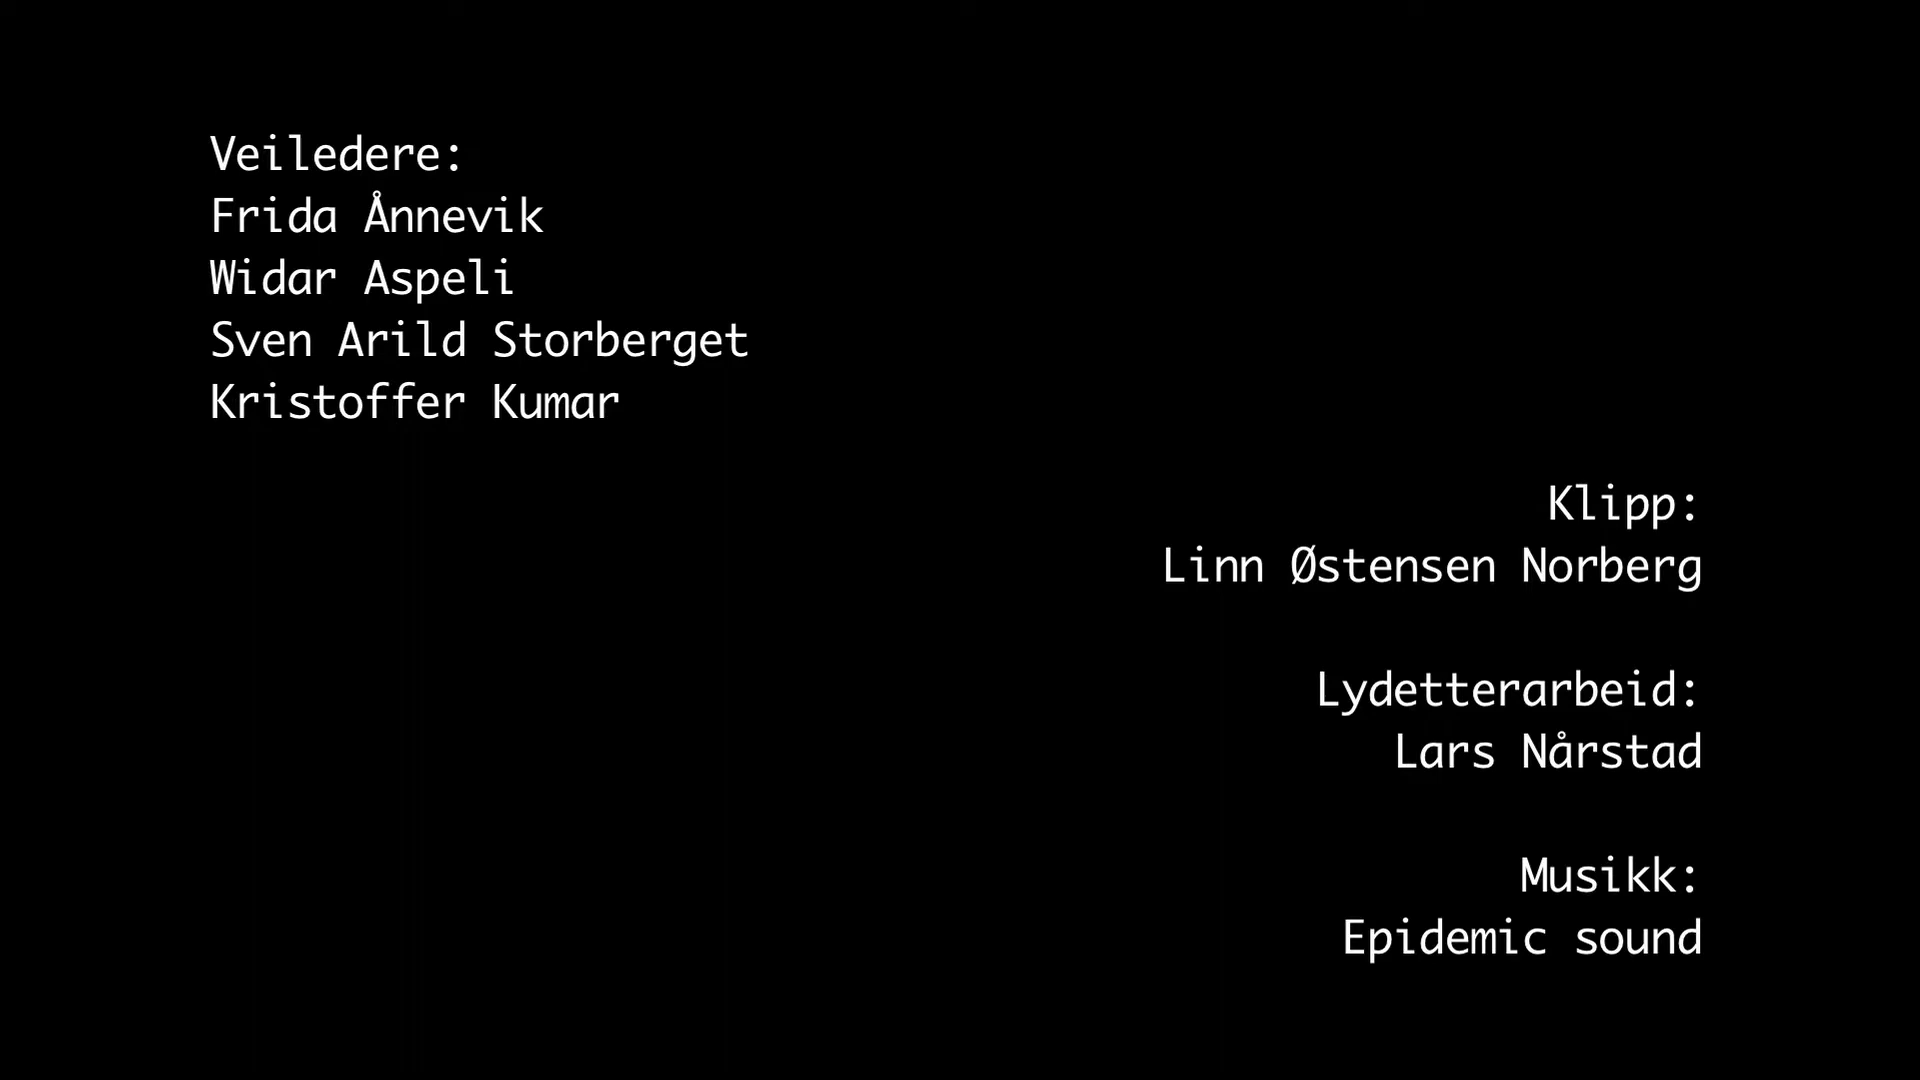 Veiledere:
Frida Ånnevik
Widar Aspeli
Sven Arild Storberget
Kristoffer Kumar
Klipp:
Linn Østensen Norberg
Lydetterarbeid:
Lars Nårstad
Musikk:
Epidemic sound